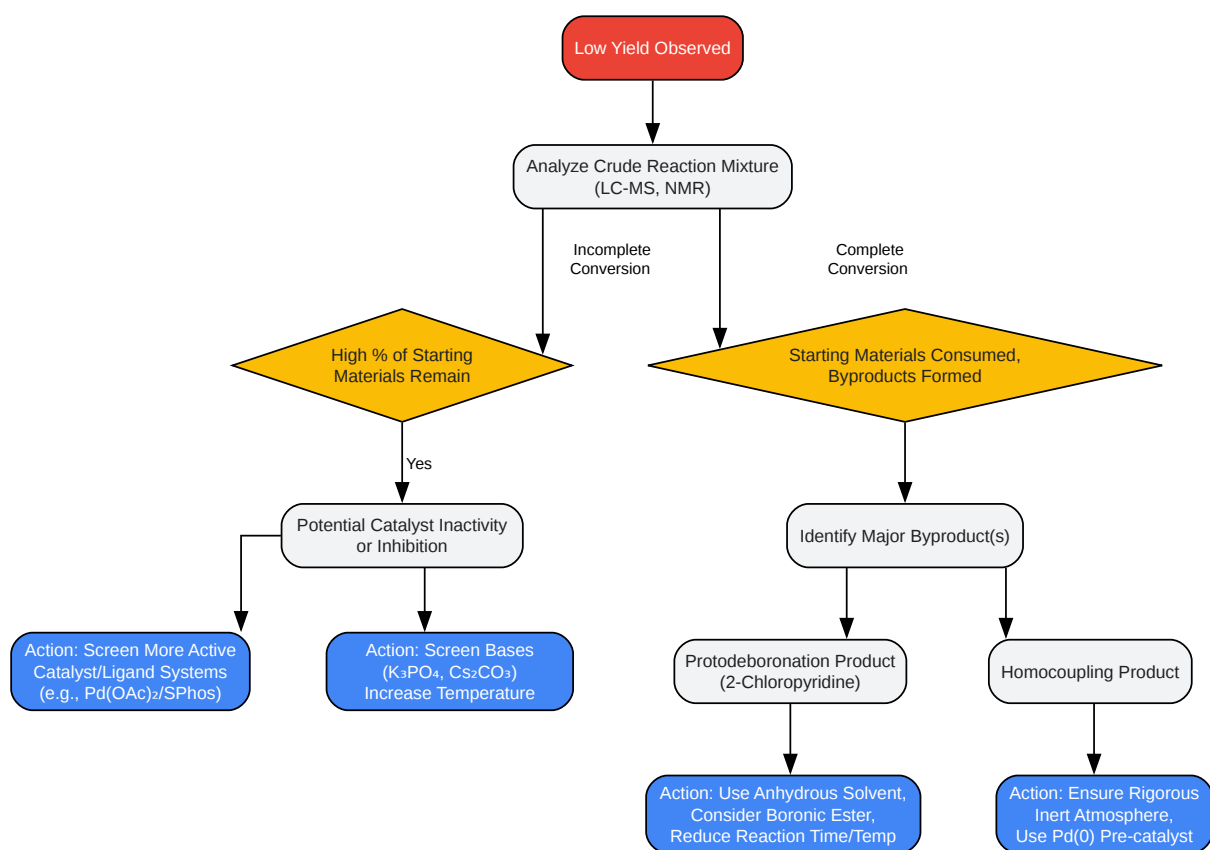 Low Yield Observed
Analyze Crude Reaction Mixture
(LC-MS, NMR)
Incomplete
Conversion
Complete
Conversion
High % of Starting
Materials Remain
Starting Materials Consumed,
Byproducts Formed
Yes
Potential Catalyst Inactivity
or Inhibition
Identify Major Byproduct(s)
Action: Screen More Active
Catalyst/Ligand Systems
(e.g., Pd(OAc)₂/SPhos)
Action: Screen Bases
(K₃PO₄, Cs₂CO₃)
Increase Temperature
Protodeboronation Product
(2-Chloropyridine)
Homocoupling Product
Action: Use Anhydrous Solvent,
Consider Boronic Ester,
Reduce Reaction Time/Temp
Action: Ensure Rigorous
Inert Atmosphere,
Use Pd(0) Pre-catalyst